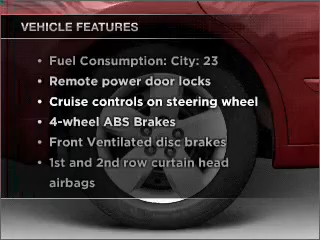 VEHICLE FEATURES
• Fuel Consumption: City: 23
• Remote power door locks
• Cruise controls on steering wheel
• 4-wheel ABS Brakes
• Front Ventilated disc brakes
• 1st and 2nd row curtain head
airbags